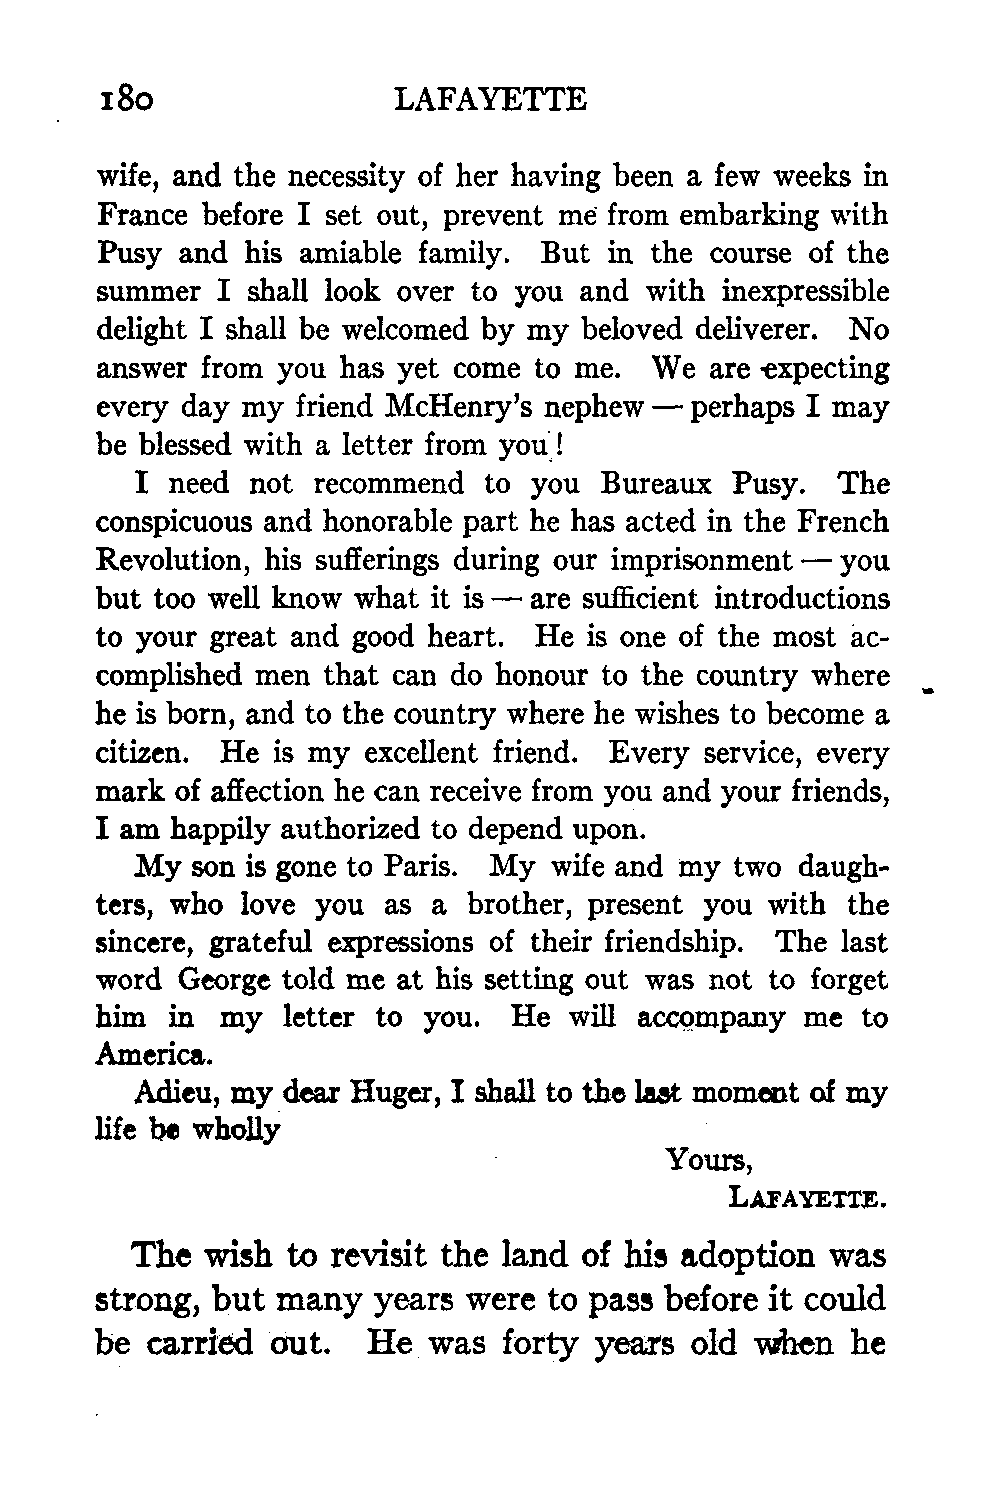 180 LAFAYETTE
wife, and the necessity of her having been a few weeks in
France before I set out, prevent me from embarking with
Pusy and his amiable family. But in the course of the
summer I shall look over to you and with inexpressible
delight I shall be welcomed by my beloved deliverer. No
answer from you has yet come to me. We are expecting
every day my friend McHenry's nephew — perhaps I may
be blessed with a letter from you!
I need not recommend to you Bureaux Pusy. The
conspicuous and honorable part he has acted in the French
Revolution, his sufferings during our imprisonment — you
but too well know what it is — are sufficient introductions
to your great and good heart. He is one of the most ac-
complished men that can do honour to the country where
he is born, and to the country where he wishes to become a
citizen. He is my excellent friend. Every service, every
mark of affection he can receive from you and your friends,
I am happily authorized to depend upon.
My son is gone to Paris. My wife and my two daugh-
ters, who love you as a brother, present you with the
sincere, grateful expressions of their friendship. The last
word George told me at his setting out was not to forget
him in my letter to you. He will accompany me to
America.
Adieu, my dear Huger, I shall to the last moment of my
life be wholly
Yours,
LAFAYETTE.
The wish to revisit the land of his adoption was
strong, but many years were to pass before it could
be carried out. He was forty years old when he